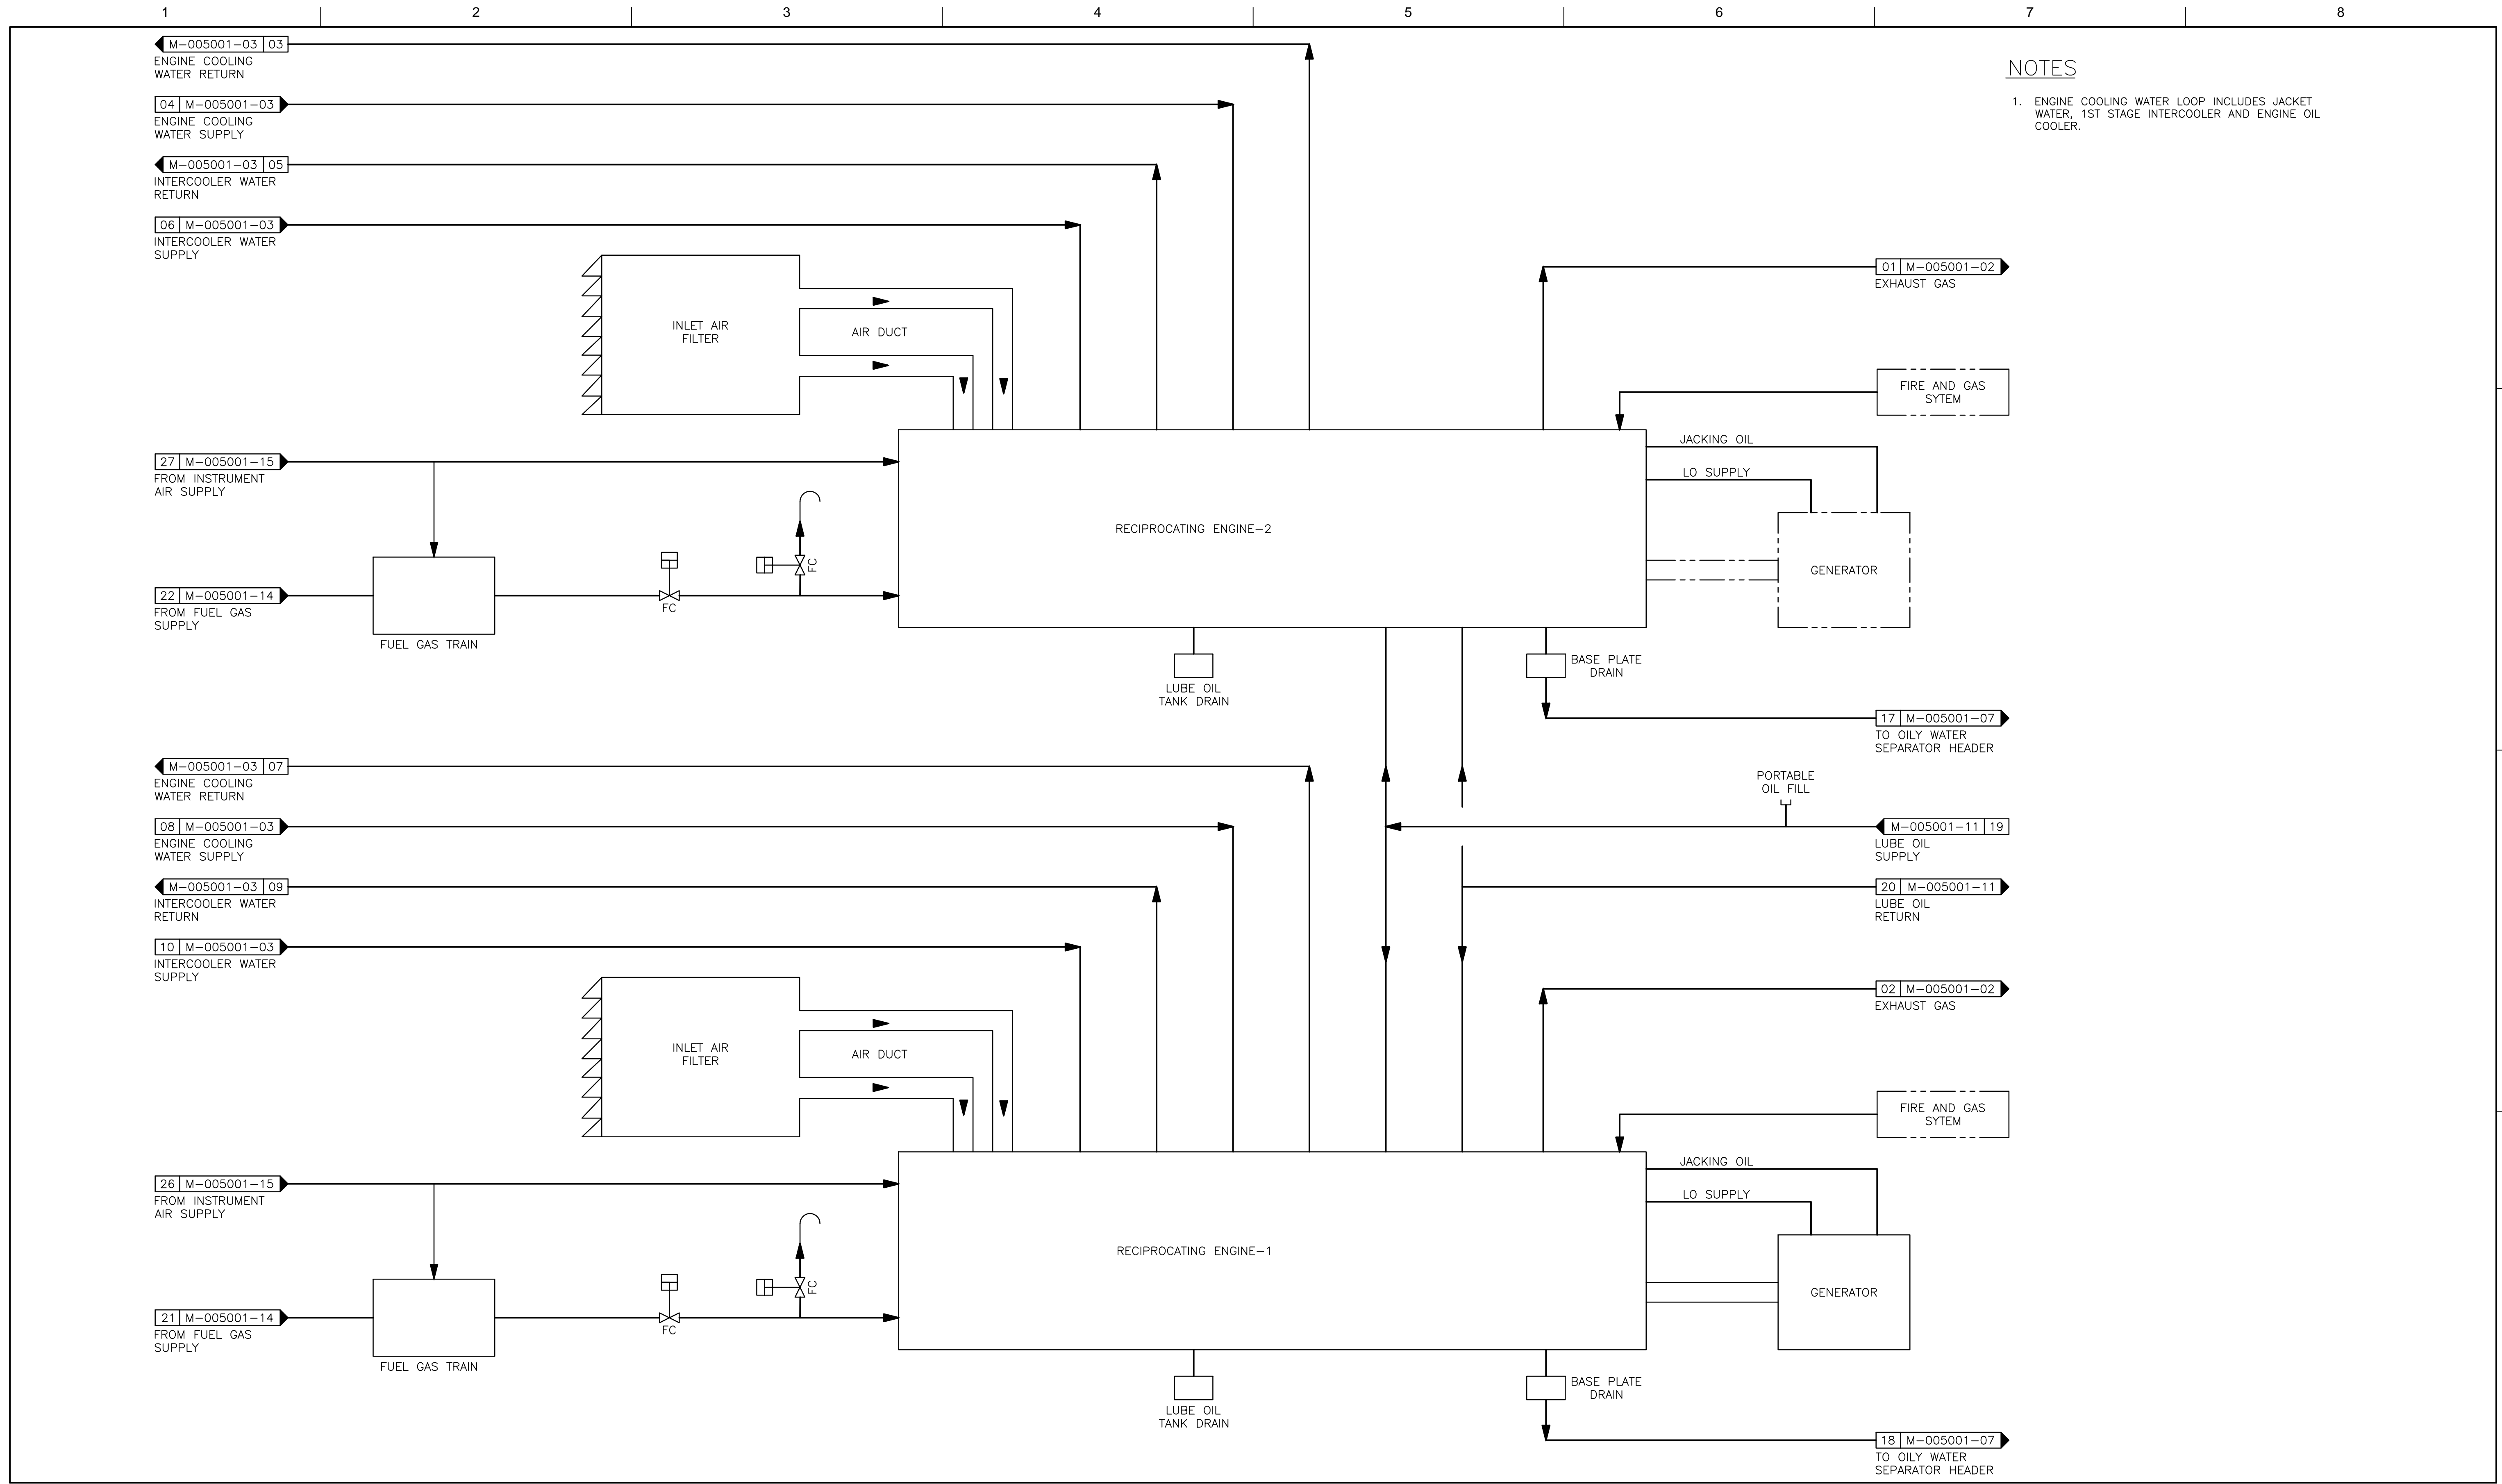 1 2 3 4 5 6 7 8
M-005001-03 03
ENGINE COOLING
WATER RETURN
04 M-005001-03
ENGINE COOLING
WATER SUPPLY
M-005001-03 05
INTERCOOLER WATER
RETURN
06 M-005001-03
INTERCOOLER WATER
SUPPLY
NOTES
1. ENGINE COOLING WATER LOOP INCLUDES JACKET
WATER, 1ST STAGE INTERCOOLER AND ENGINE OIL
COOLER.
INLET AIR
FILTER
AIR DUCT
01 M-005001-02
EXHAUST GAS
FIRE AND GAS
SYTEM
27 M-005001-15
FROM INSTRUMENT
AIR SUPPLY
JACKING OIL
LO SUPPLY
RECIPROCATING ENGINE-2
GENERATOR
FC
FC
22 M-005001-14
FROM FUEL GAS
SUPPLY
FUEL GAS TRAIN
LUBE OIL
TANK DRAIN
BASE PLATE
DRAIN
17 M-005001-07
TO OILY WATER
SEPARATOR HEADER
M-005001-03 07
ENGINE COOLING
WATER RETURN
08 M-005001-03
ENGINE COOLING
WATER SUPPLY
M-005001-03 09
INTERCOOLER WATER
RETURN
10 M-005001-03
INTERCOOLER WATER
SUPPLY
PORTABLE
OIL FILL
M-005001-11 19
LUBE OIL
SUPPLY
20 M-005001-11
LUBE OIL
RETURN
INLET AIR
FILTER
AIR DUCT
02 M-005001-02
EXHAUST GAS
FIRE AND GAS
SYTEM
26 M-005001-15
FROM INSTRUMENT
AIR SUPPLY
JACKING OIL
LO SUPPLY
RECIPROCATING ENGINE-1
GENERATOR
FC
FC
21 M-005001-14
FROM FUEL GAS
SUPPLY
FUEL GAS TRAIN
LUBE OIL
TANK DRAIN
BASE PLATE
DRAIN
18 M-005001-07
TO OILY WATER
SEPARATOR HEADER